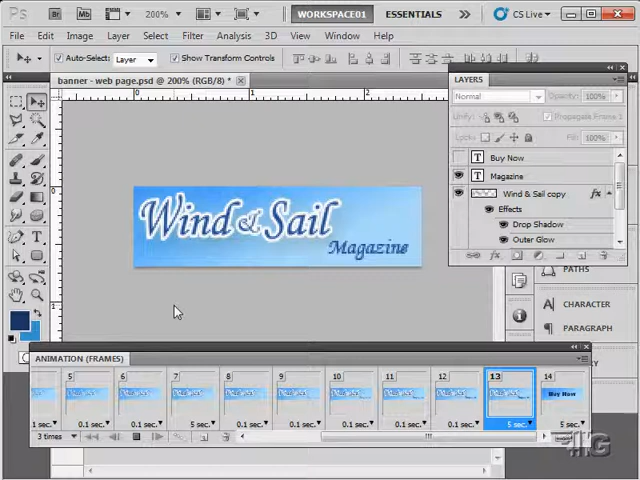 Ps Br Mb 200% WORKSPACE01 ESSENTIALS CS Live
File Edit Image Layer Select Filter Analysis 3D View Window Help
Auto-Select: Layer Show Transform Controls
banner - web page.psd @ 200% (RGB/8) *
0 1 2
LAYERS
Normal Opacity: 100%
Unify: Propagate Frame 1
Lock: Fill: 100%
T Buy Now
T Magazine
Wind & Sail copy fx
Effects
Drop Shadow
Outer Glow
Wind & Sail
Magazine
PATHS
CHARACTER
PARAGRAPH
ANIMATION (FRAMES)
5 6 7 8 9 10 11 12 13 14
Buy Now
1 sec. 0.1 sec. 0.1 sec. 5 sec. 0.1 sec. 0.1 sec. 0.1 sec. 0.1 sec. 0.1 sec. 5 sec. 5 sec.
3 times